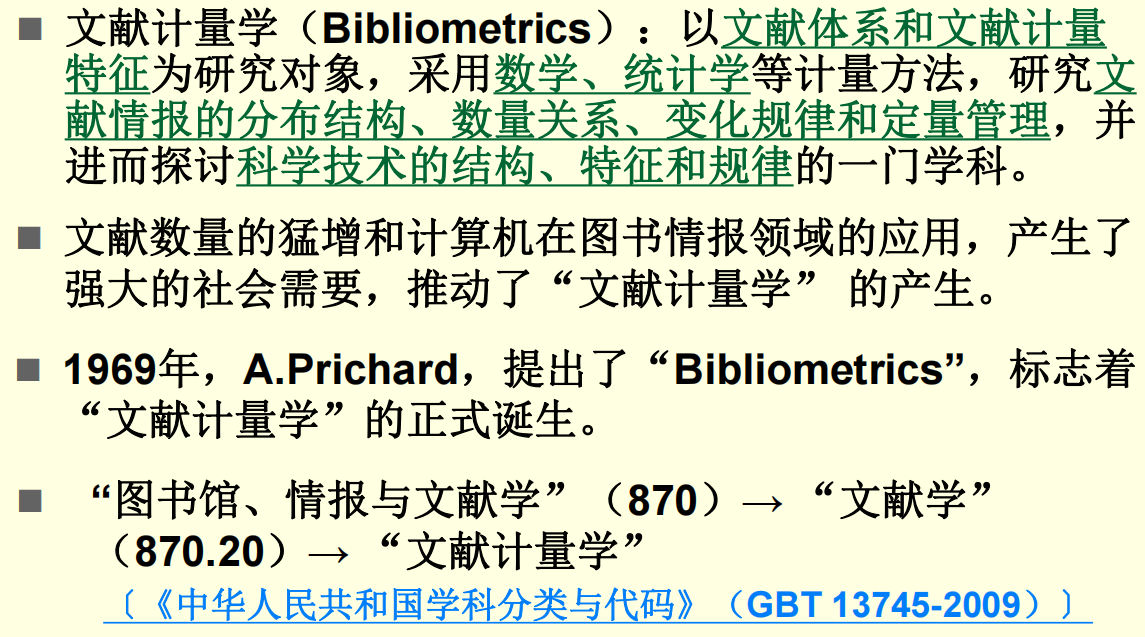 ■ 文献计量学（Bibliometrics）：以文献体系和文献计量
特征为研究对象，采用数学、统计学等计量方法，研究文
献情报的分布结构、数量关系、变化规律和定量管理，并
进而探讨科学技术的结构、特征和规律的一门学科。
■ 文献数量的猛增和计算机在图书情报领域的应用，产生了
强大的社会需要，推动了“文献计量学” 的产生。
■ 1969年，A.Prichard，提出了“Bibliometrics”，标志着
“文献计量学”的正式诞生。
■ “图书馆、情报与文献学”（870）→ “文献学”
（870.20）→ “文献计量学”
〔《中华人民共和国学科分类与代码》（GBT 13745-2009）〕